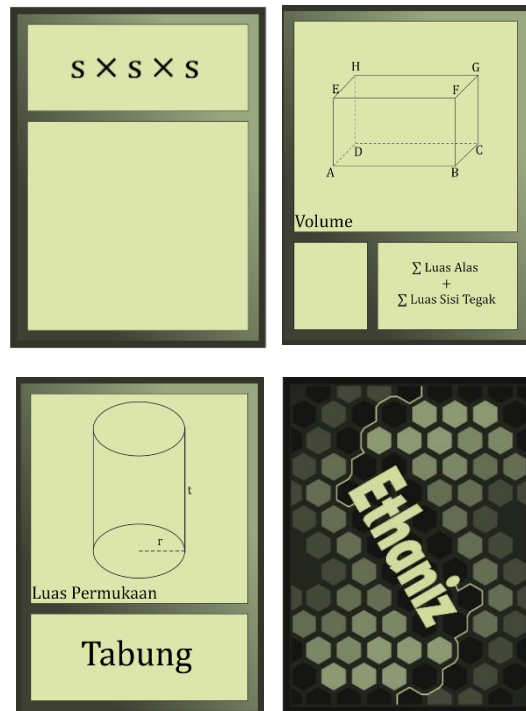 s × s × s
H
G
E
F
D
C
A
B
Volume
∑ Luas Alas
+
∑ Luas Sisi Tegak
t
r
Luas Permukaan
Tabung
Ethaniz